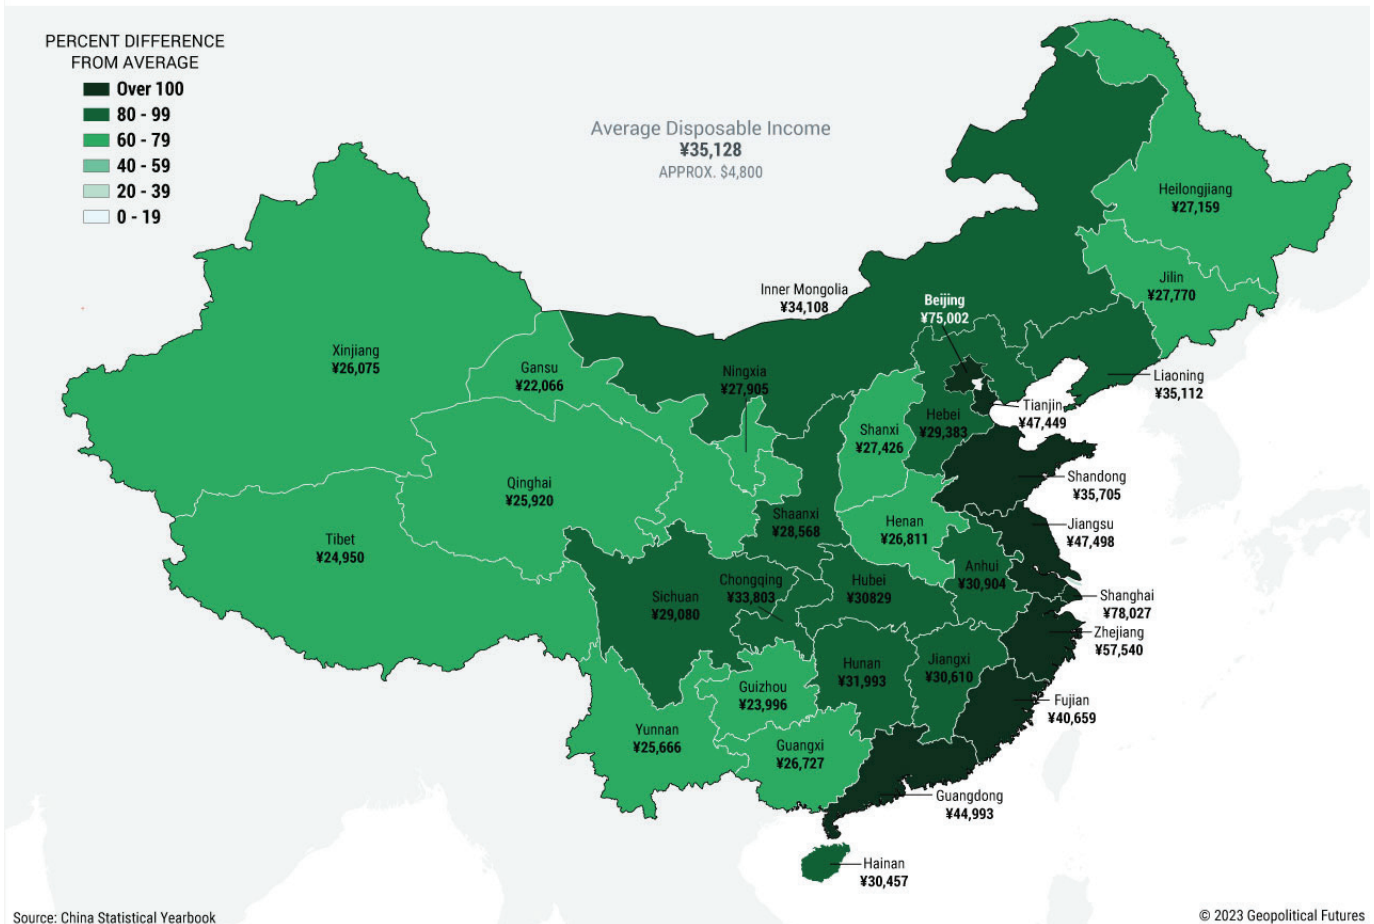 PERCENT DIFFERENCE
FROM AVERAGE
Over 100
80 - 99
60 - 79
40 - 59
20 - 39
0 - 19
Average Disposable Income
¥35,128
APPROX. $4,800
Heilongjiang
¥27,159
Jilin
¥27,770
Inner Mongolia
¥34,108
Beijing
¥75,002
Xinjiang
¥26,075
Gansu
¥22,066
Ningxia
¥27,905
Liaoning
¥35,112
Tianjin
¥47,449
Hebei
¥29,383
Shanxi
¥27,426
Shandong
¥35,705
Qinghai
¥25,920
Shaanxi
¥28,568
Henan
¥26,811
Jiangsu
¥47,498
Tibet
¥24,950
Anhui
¥30,904
Chongqing
¥33,803
Hubei
¥30829
Sichuan
¥29,080
Shanghai
¥78,027
Zhejiang
¥57,540
Hunan
¥31,993
Jiangxi
¥30,610
Guizhou
¥23,996
Fujian
¥40,659
Yunnan
¥25,666
Guangxi
¥26,727
Guangdong
¥44,993
Hainan
¥30,457
Source: China Statistical Yearbook
© 2023 Geopolitical Futures